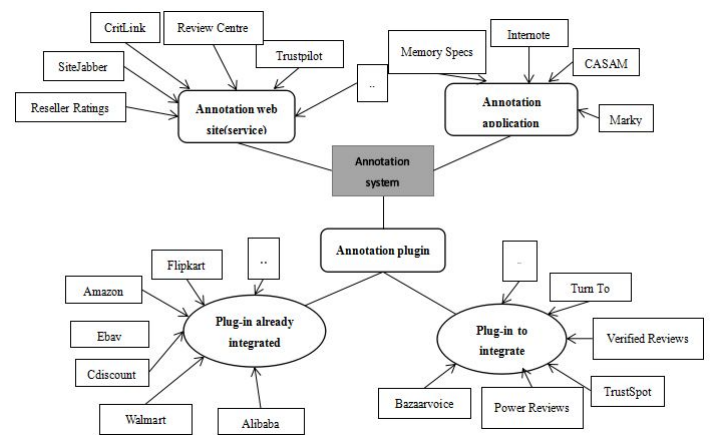 CritLink
Review Centre
Internote
Trustpilot
Memory Specs
SiteJabber
CASAM
..
Reseller Ratings
Annotation web
site(service)
Annotation
application
Marky
Annotation
system
Annotation plugin
Flipkart
..
..
Amazon
Turn To
Plug-in already
integrated
Plug-in to
integrate
Ebay
Verified Reviews
Cdiscount
Bazaarvoice
Power Reviews
TrustSpot
Walmart
Alibaba